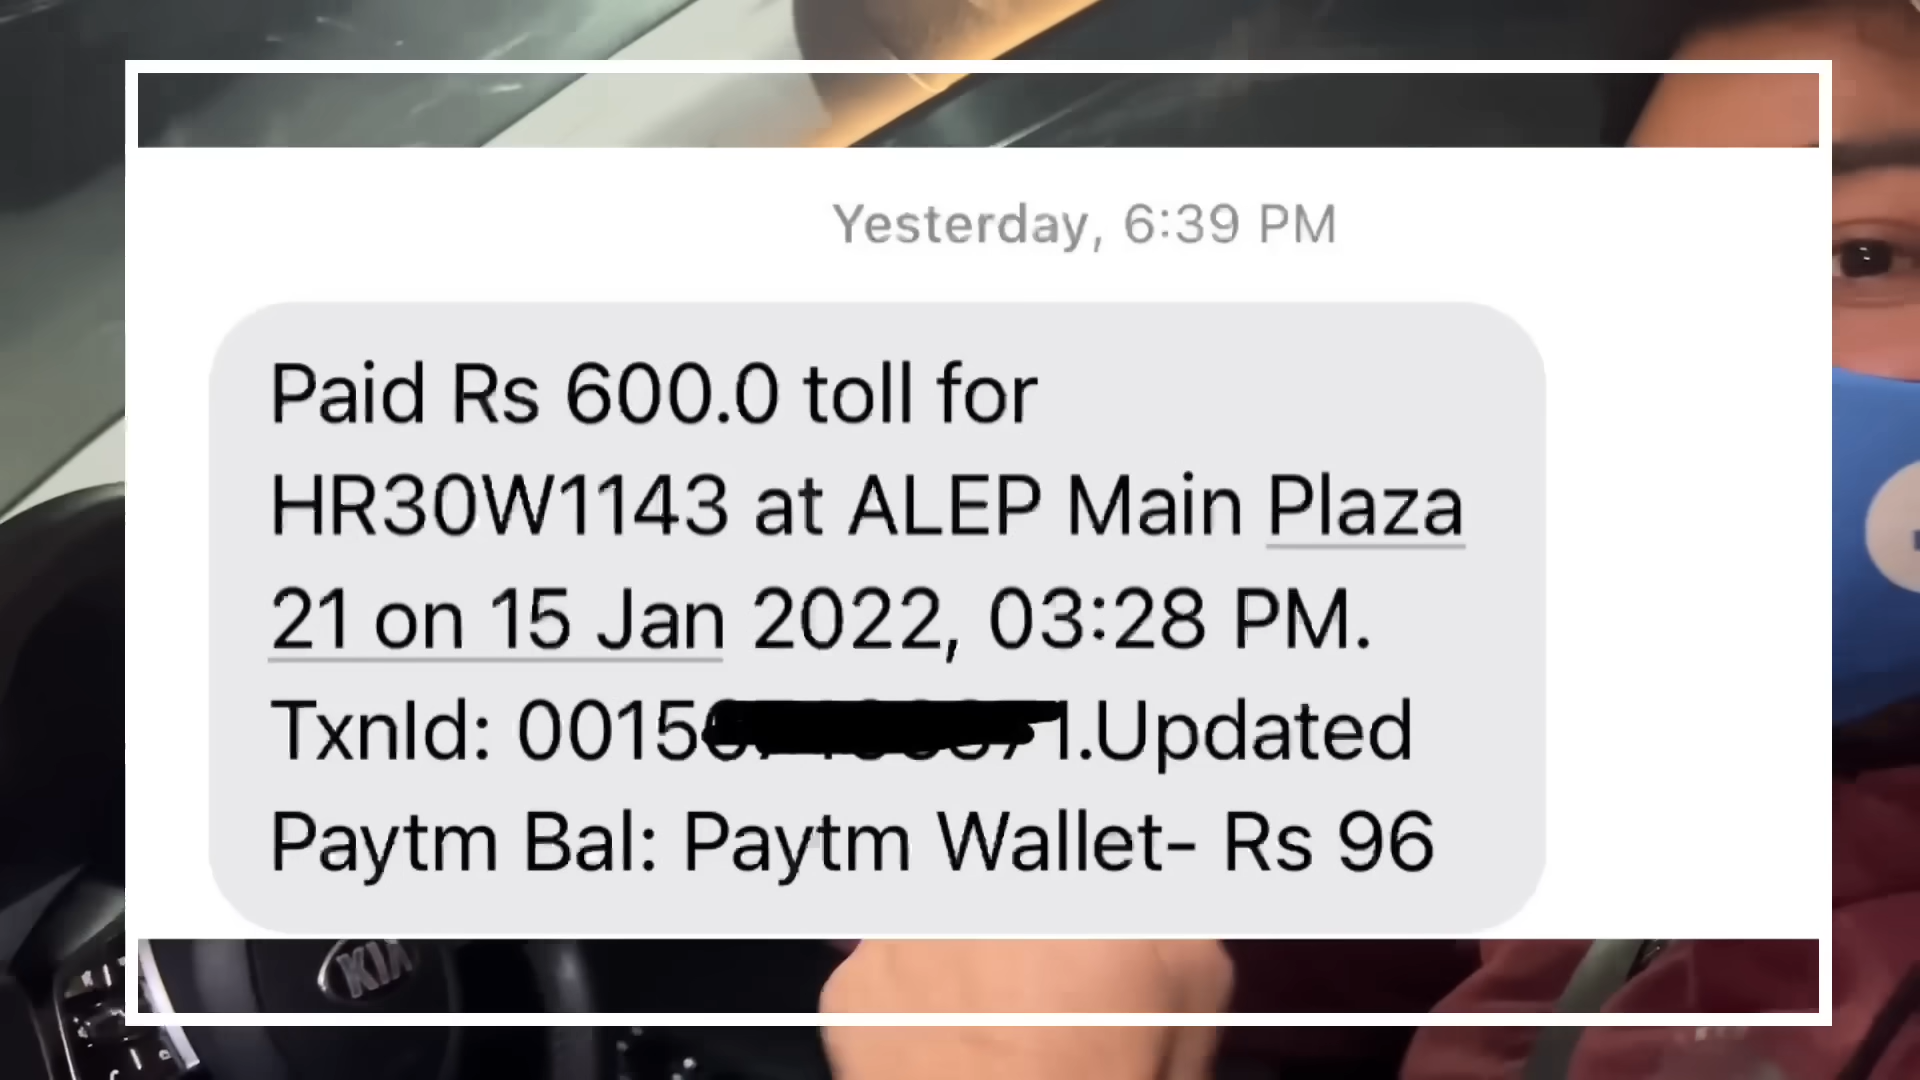 Yesterday, 6:39 PM
Paid Rs 600.0 toll for
HR30W1143 at ALEP Main Plaza
21 on 15 Jan 2022, 03:28 PM.
TxnId: 0015 1.Updated
Paytm Bal: Paytm Wallet- Rs 96
KIA